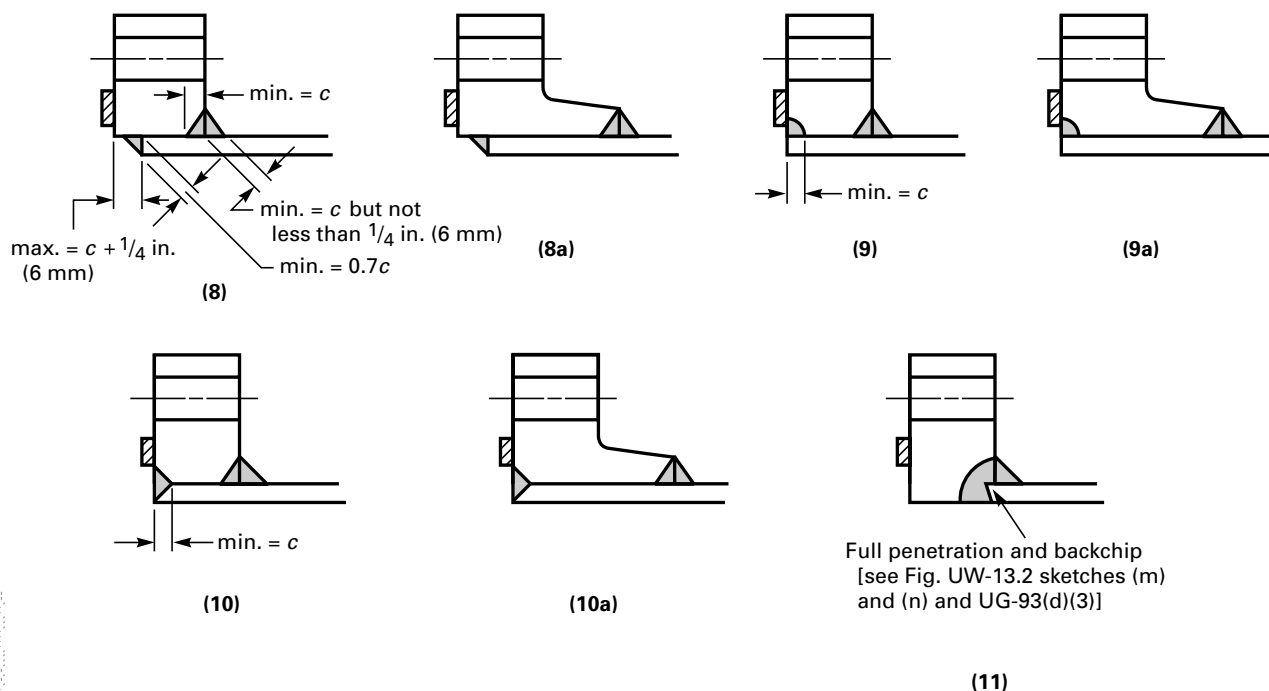 min. = c
max. = c + 1/4 in.
(6 mm)
min. = c but not
less than 1/4 in. (6 mm)
min. = 0.7c
(8)
(8a)
min. = c
(9)
(9a)
min. = c
(10)
(10a)
Full penetration and backchip
[see Fig. UW-13.2 sketches (m)
and (n) and UG-93(d)(3)]
(11)